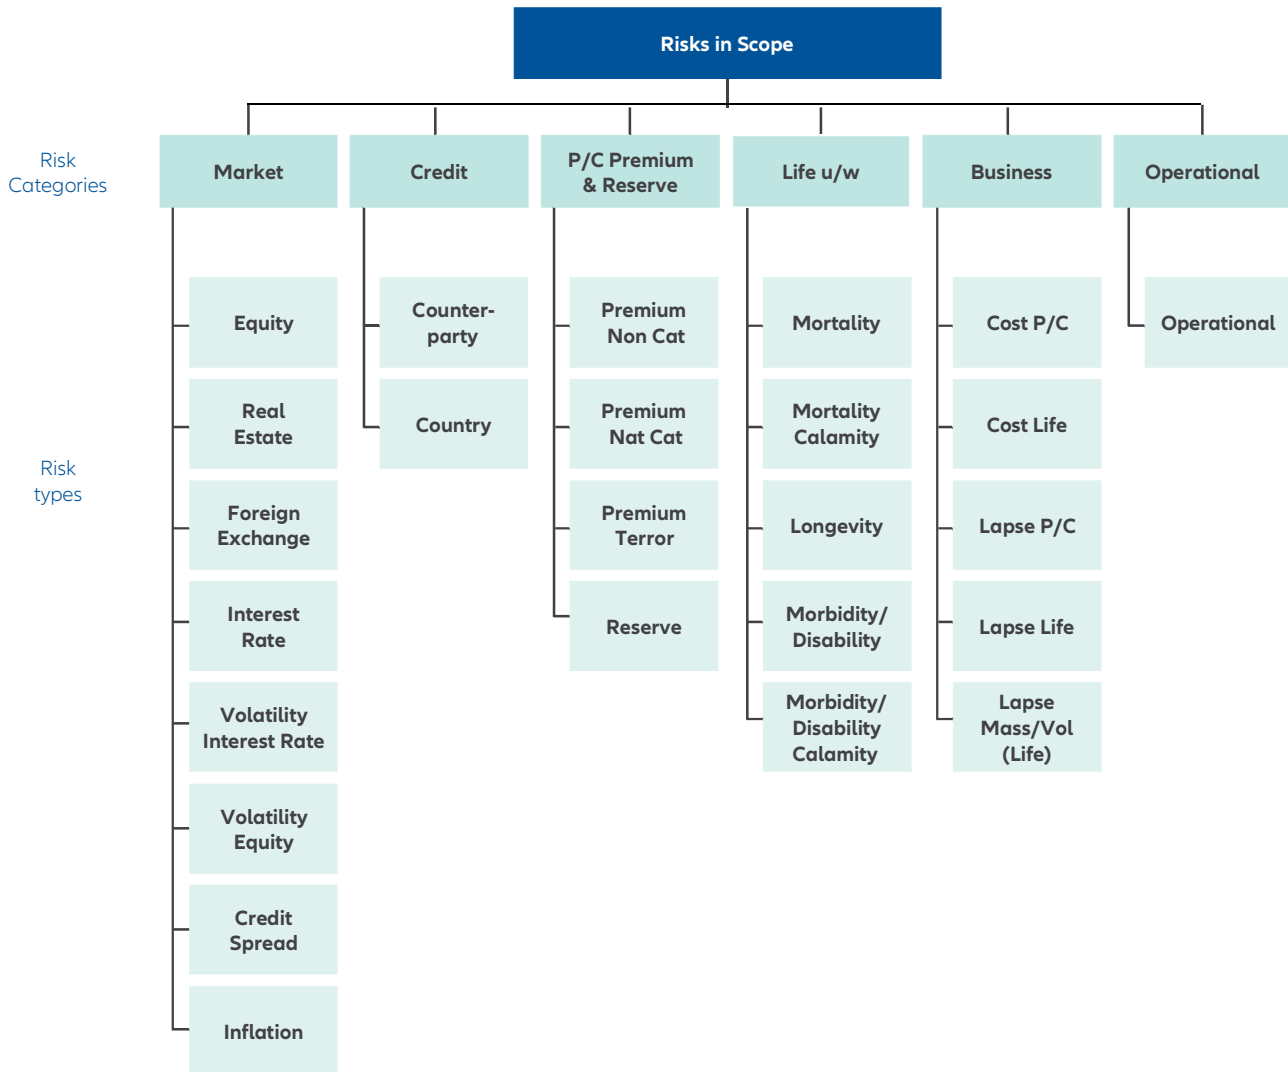 Risks in Scope
Risk
Categories
Market
Credit
P/C Premium
& Reserve
Life u/w
Business
Operational
Risk
types
Equity
Real
Estate
Foreign
Exchange
Interest
Rate
Volatility
Interest Rate
Volatility
Equity
Credit
Spread
Inflation
Counter-
party
Country
Premium
Non Cat
Premium
Nat Cat
Premium
Terror
Reserve
Mortality
Mortality
Calamity
Longevity
Morbidity/
Disability
Morbidity/
Disability
Calamity
Cost P/C
Cost Life
Lapse P/C
Lapse Life
Lapse
Mass/Vol
(Life)
Operational